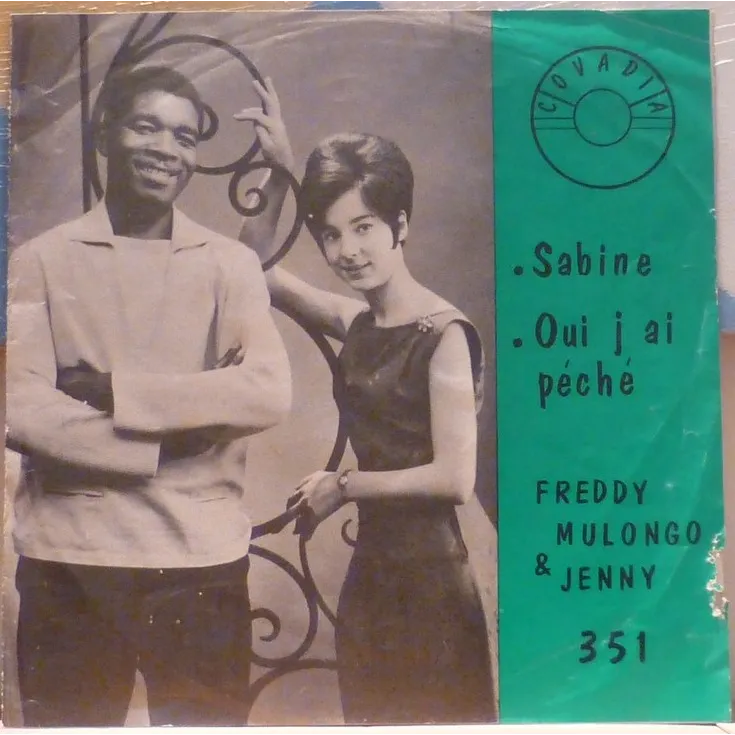 COVADIA
. Sabine
. Oui j ai
péché
FREDDY
MULONGO
& JENNY
351